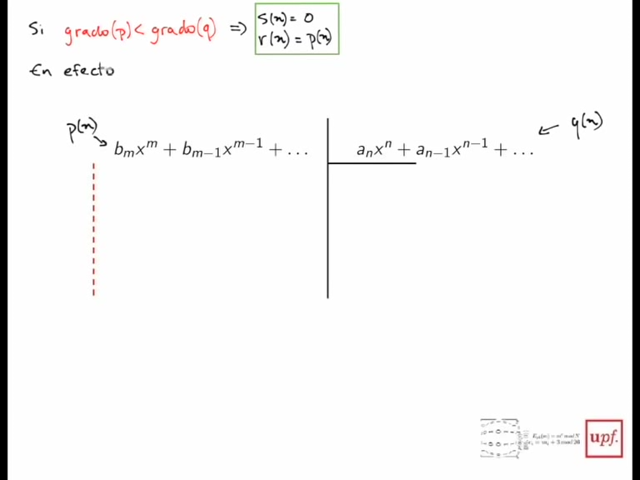 Si grado(p) < grado(q) ⇒ s(x) = 0
r(x) = p(x)
En efecto
p(x)
q(x)
b_m x^m + b_{m−1} x^{m−1} + ...
a_n x^n + a_{n−1} x^{n−1} + ...
upf.